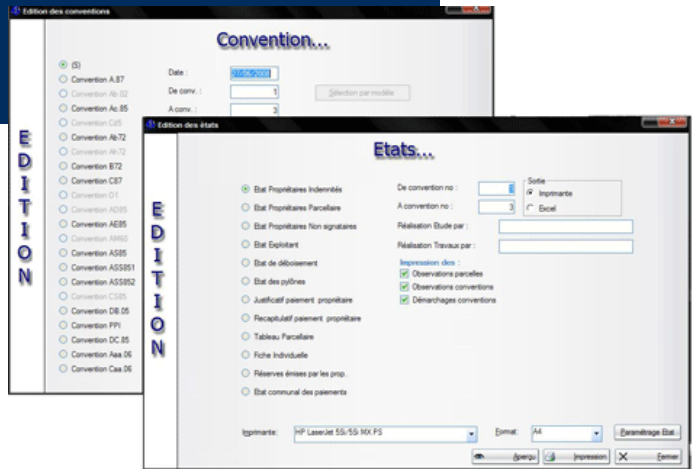 Edition des conventions
Convention...
EDITION
(S)
Convention A.87
Convention Ab.02
Convention Ac.85
Convention Cd5
Convention Ab-72
Convention Ah-72
Convention B72
Convention C87
Convention O1
Convention AD85
Convention AE85
Convention AM60
Convention AS85
Convention ASS851
Convention ASS852
Convention CS85
Convention DB.05
Convention PPI
Convention DC.85
Convention Aaa.06
Convention Caa.06
Date : 27/06/2008
De conv. : 1
A conv. : 3
Sélection par modèle
Edition des états
Etats...
EDITION
Etat Propriétaires Indemnités
Etat Propriétaires Parcellaire
Etat Propriétaires Non signataires
Etat Exploitant
Etat de déboisement
Etat des pylônes
Justificatif paiement propriétaire
Recapitulatif paiement propriétaire
Tableau Parcellaire
Fiche Individuelle
Réserves émises par les prop.
Etat communal des paiements
De convention no : 1
A convention no : 3
Sortie
Imprimante
Excel
Réalisation Etude par :
Réalisation Travaux par :
Impression des :
Observations parcelles
Observations conventions
Démarchages conventions
Imprimante: HP LaserJet 5Si/5Si MX PS
Format: A4
Paramétrage Etat
Aperçu
Impression
Fermer